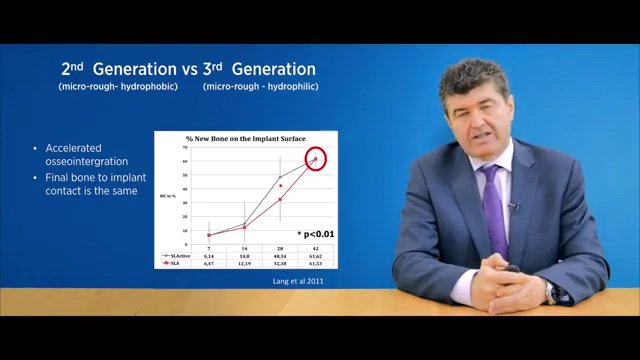 2nd Generation vs 3rd Generation
(micro-rough- hydrophobic) (micro-rough - hydrophilic)
• Accelerated
osseointergration
• Final bone to implant
contact is the same
% New Bone on the Implant Surface
70
60
50
40
30
20
10
0
BIC in %
* p<0.01
7 14 28 42
SLActive 6,14 14,8 48,34 61,62
SLA 6,47 12,19 32,38 61,53
Lang et al 2011